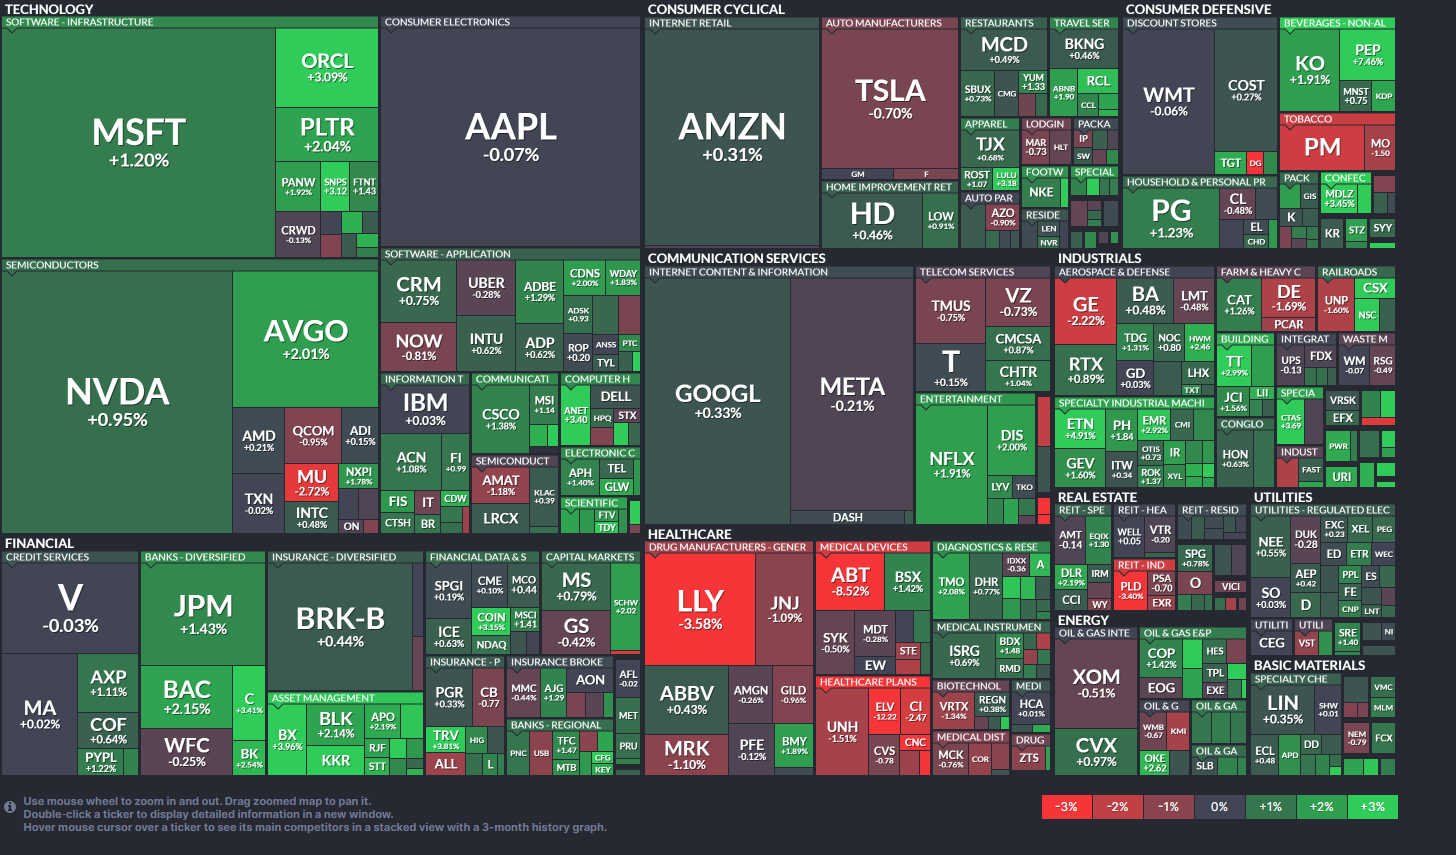 TECHNOLOGY
SOFTWARE - INFRASTRUCTURE
MSFT
+1.20%
ORCL
+3.09%
PLTR
+2.04%
PANW
+1.92%
SNPS
+3.12
FTNT
+1.43
CRWD
-0.13%
CONSUMER ELECTRONICS
AAPL
-0.07%
SEMICONDUCTORS
NVDA
+0.95%
AVGO
+2.01%
AMD
+0.21%
QCOM
-0.95%
ADI
+0.15%
TXN
-0.02%
MU
-2.72%
NXPI
+1.78%
INTC
+0.48%
ON
SOFTWARE - APPLICATION
CRM
+0.75%
UBER
-0.28%
ADBE
+1.29%
CDNS
+2.00%
WDAY
+1.83%
NOW
-0.81%
INTU
+0.62%
ADP
+0.62%
ADSK
+0.93
ROP
+0.20
ANSS
PTC
TYL
INFORMATION T
IBM
+0.03%
ACN
+1.08%
FI
+0.99
FIS
IT
CDW
CTSH
BR
COMMUNICATI
CSCO
+1.38%
MSI
+1.14
COMPUTER H
ANET
+3.40
DELL
HPQ
STX
SEMICONDUCT
AMAT
-1.18%
KLAC
+0.39
LRCX
ELECTRONIC C
APH
+1.40%
TEL
GLW
SCIENTIFIC
FTV
TDY
FINANCIAL
CREDIT SERVICES
V
-0.03%
MA
+0.02%
AXP
+1.11%
COF
+0.64%
PYPL
+1.22%
BANKS - DIVERSIFIED
JPM
+1.43%
BAC
+2.15%
C
+3.41%
WFC
-0.25%
BK
+2.54%
INSURANCE - DIVERSIFIED
BRK-B
+0.44%
ASSET MANAGEMENT
BX
+3.96%
BLK
+2.14%
APO
+2.19%
KKR
RJF
STT
FINANCIAL DATA & S
SPGI
+0.19%
CME
+0.10%
MCO
+0.44
ICE
+0.63%
COIN
+3.15%
MSCI
+1.41
NDAQ
CAPITAL MARKETS
MS
+0.79%
SCHW
+2.02
GS
-0.42%
INSURANCE - P
PGR
+0.33%
CB
-0.77
TRV
+3.81%
HIG
ALL
L
INSURANCE BROKE
MMC
-0.44%
AJG
+1.29
AON
BANKS - REGIONAL
PNC
USB
TFC
+1.47
MTB
CFG
KEY
AFL
-0.02
MET
PRU
CONSUMER CYCLICAL
INTERNET RETAIL
AMZN
+0.31%
AUTO MANUFACTURERS
TSLA
-0.70%
GM
F
HOME IMPROVEMENT RET
HD
+0.46%
LOW
+0.91%
RESTAURANTS
MCD
+0.49%
SBUX
+0.73%
CMG
YUM
+1.33
TRAVEL SER
BKNG
+0.46%
ABNB
+1.90
RCL
CCL
APPAREL
TJX
+0.68%
ROST
+1.07
LULU
+3.18
LODGIN
MAR
-0.73
HLT
PACKA
IP
SW
FOOTW
NKE
SPECIAL
AUTO PAR
AZO
-0.90%
RESIDE
LEN
NVR
CONSUMER DEFENSIVE
DISCOUNT STORES
WMT
-0.06%
COST
+0.27%
TGT
DG
BEVERAGES - NON-AL
KO
+1.91%
PEP
+7.46%
MNST
+0.75
KDP
TOBACCO
PM
MO
-1.50
HOUSEHOLD & PERSONAL PR
PG
+1.23%
CL
-0.48%
EL
CHD
PACK
GIS
K
CONFEC
MDLZ
+3.45%
KR
STZ
SYY
COMMUNICATION SERVICES
INTERNET CONTENT & INFORMATION
GOOGL
+0.33%
META
-0.21%
DASH
TELECOM SERVICES
TMUS
-0.75%
VZ
-0.73%
T
+0.15%
CMCSA
+0.87%
CHTR
+1.04%
ENTERTAINMENT
NFLX
+1.91%
DIS
+2.00%
LYV
TKO
INDUSTRIALS
AEROSPACE & DEFENSE
GE
-2.22%
BA
+0.48%
LMT
-0.48%
RTX
+0.89%
TDG
+1.31%
NOC
+0.80
HWM
+2.46
GD
+0.03%
LHX
TXT
FARM & HEAVY C
CAT
+1.26%
DE
-1.69%
PCAR
RAILROADS
UNP
-1.60%
CSX
NSC
BUILDING
TT
+2.99%
JCI
+1.56%
LII
INTEGRAT
UPS
-0.13
FDX
WASTE M
WM
-0.07
RSG
-0.49
SPECIALTY INDUSTRIAL MACHI
ETN
+4.91%
PH
+1.84
EMR
+2.92%
CMI
GEV
+1.60%
ITW
+0.34
OTIS
+0.73
IR
ROK
+1.37
XYL
CONGLO
HON
+0.63%
SPECIA
CTAS
+3.69
VRSK
EFX
PWR
INDUST
FAST
URI
HEALTHCARE
DRUG MANUFACTURERS - GENER
LLY
-3.58%
JNJ
-1.09%
ABBV
+0.43%
AMGN
-0.26%
GILD
-0.96%
MRK
-1.10%
PFE
-0.12%
BMY
+1.89%
MEDICAL DEVICES
ABT
-8.52%
BSX
+1.42%
SYK
-0.50%
MDT
-0.28%
EW
STE
HEALTHCARE PLANS
UNH
-1.51%
ELV
-12.22
CI
-2.47
CVS
-0.78
CNC
DIAGNOSTICS & RESE
TMO
+2.08%
DHR
+0.77%
IDXX
-0.36
A
MEDICAL INSTRUMEN
ISRG
+0.69%
BDX
+1.48
RMD
BIOTECHNOL
VRTX
-1.34%
REGN
+0.38%
MEDI
HCA
+0.01%
MEDICAL DIST
MCK
-0.76%
COR
DRUG
ZTS
REAL ESTATE
REIT - SPE
AMT
-0.14
EQIX
+1.30
DLR
+2.19%
IRM
CCI
WY
REIT - HEA
WELL
+0.05
VTR
-0.20
REIT - IND
PLD
-3.40%
PSA
-0.70
EXR
REIT - RESID
SPG
+0.78%
O
VICI
UTILITIES
UTILITIES - REGULATED ELEC
NEE
+0.55%
DUK
-0.28
EXC
+0.23
XEL
PEG
ED
ETR
WEC
SO
+0.03%
AEP
+0.42
PPL
ES
D
FE
CNP
LNT
UTILITI
CEG
UTILI
VST
SRE
+1.40
NI
ENERGY
OIL & GAS INTE
XOM
-0.51%
CVX
+0.97%
OIL & GAS E&P
COP
+1.42%
HES
EOG
TPL
EXE
OIL & G
WMB
-0.67
KMI
OKE
+2.62
OIL & GA
OIL & GA
SLB
BASIC MATERIALS
SPECIALTY CHE
LIN
+0.35%
SHW
+0.01
ECL
+0.48
APD
DD
VMC
MLM
NEM
-0.79
FCX
Use mouse wheel to zoom in and out. Drag zoomed map to pan it.
Double-click a ticker to display detailed information in a new window.
Hover mouse cursor over a ticker to see its main competitors in a stacked view with a 3-month history graph.
-3%
-2%
-1%
0%
+1%
+2%
+3%